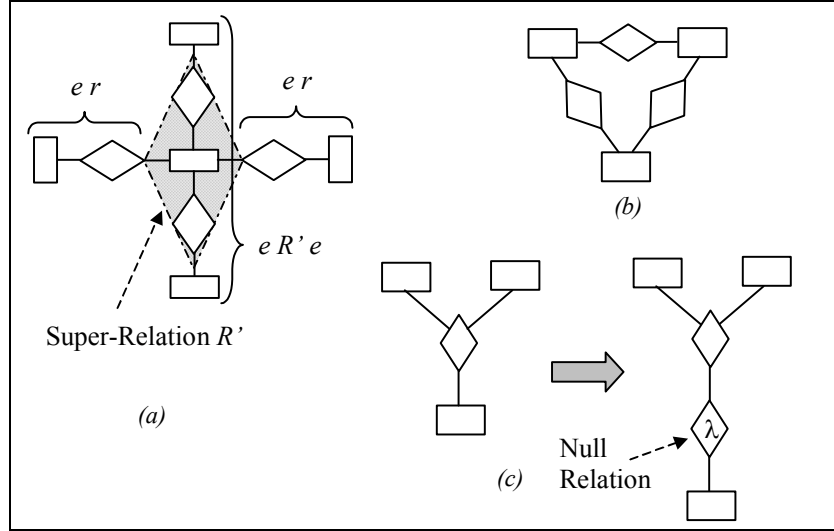 e r
e r
e R’ e
Super-Relation R’
(a)
(b)
λ
Null
Relation
(c)